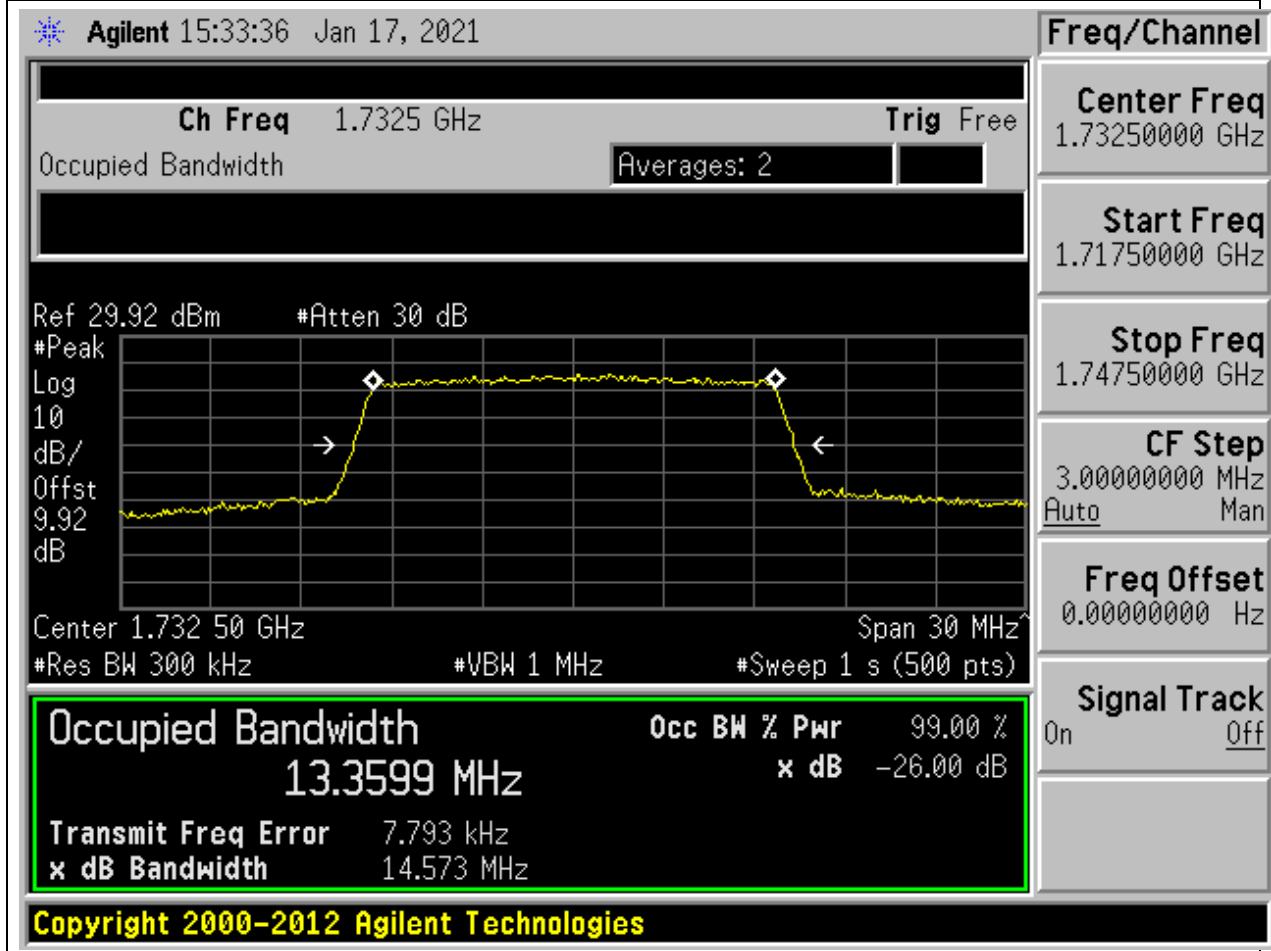 Agilent 15:33:36 Jan 17, 2021
Freq/Channel
Ch Freq 1.7325 GHz Trig Free
Occupied Bandwidth Averages: 2
Center Freq
1.73250000 GHz
Start Freq
1.71750000 GHz
Stop Freq
1.74750000 GHz
CF Step
3.00000000 MHz
Auto Man
Freq Offset
0.00000000 Hz
Signal Track
On Off
Ref 29.92 dBm #Atten 30 dB
#Peak
Log
10
dB/
Offst
9.92
dB
Center 1.732 50 GHz Span 30 MHz^
#Res BW 300 kHz #VBW 1 MHz #Sweep 1 s (500 pts)
Occupied Bandwidth Occ BW % Pwr 99.00 %
13.3599 MHz x dB -26.00 dB
Transmit Freq Error 7.793 kHz
x dB Bandwidth 14.573 MHz
Copyright 2000-2012 Agilent Technologies